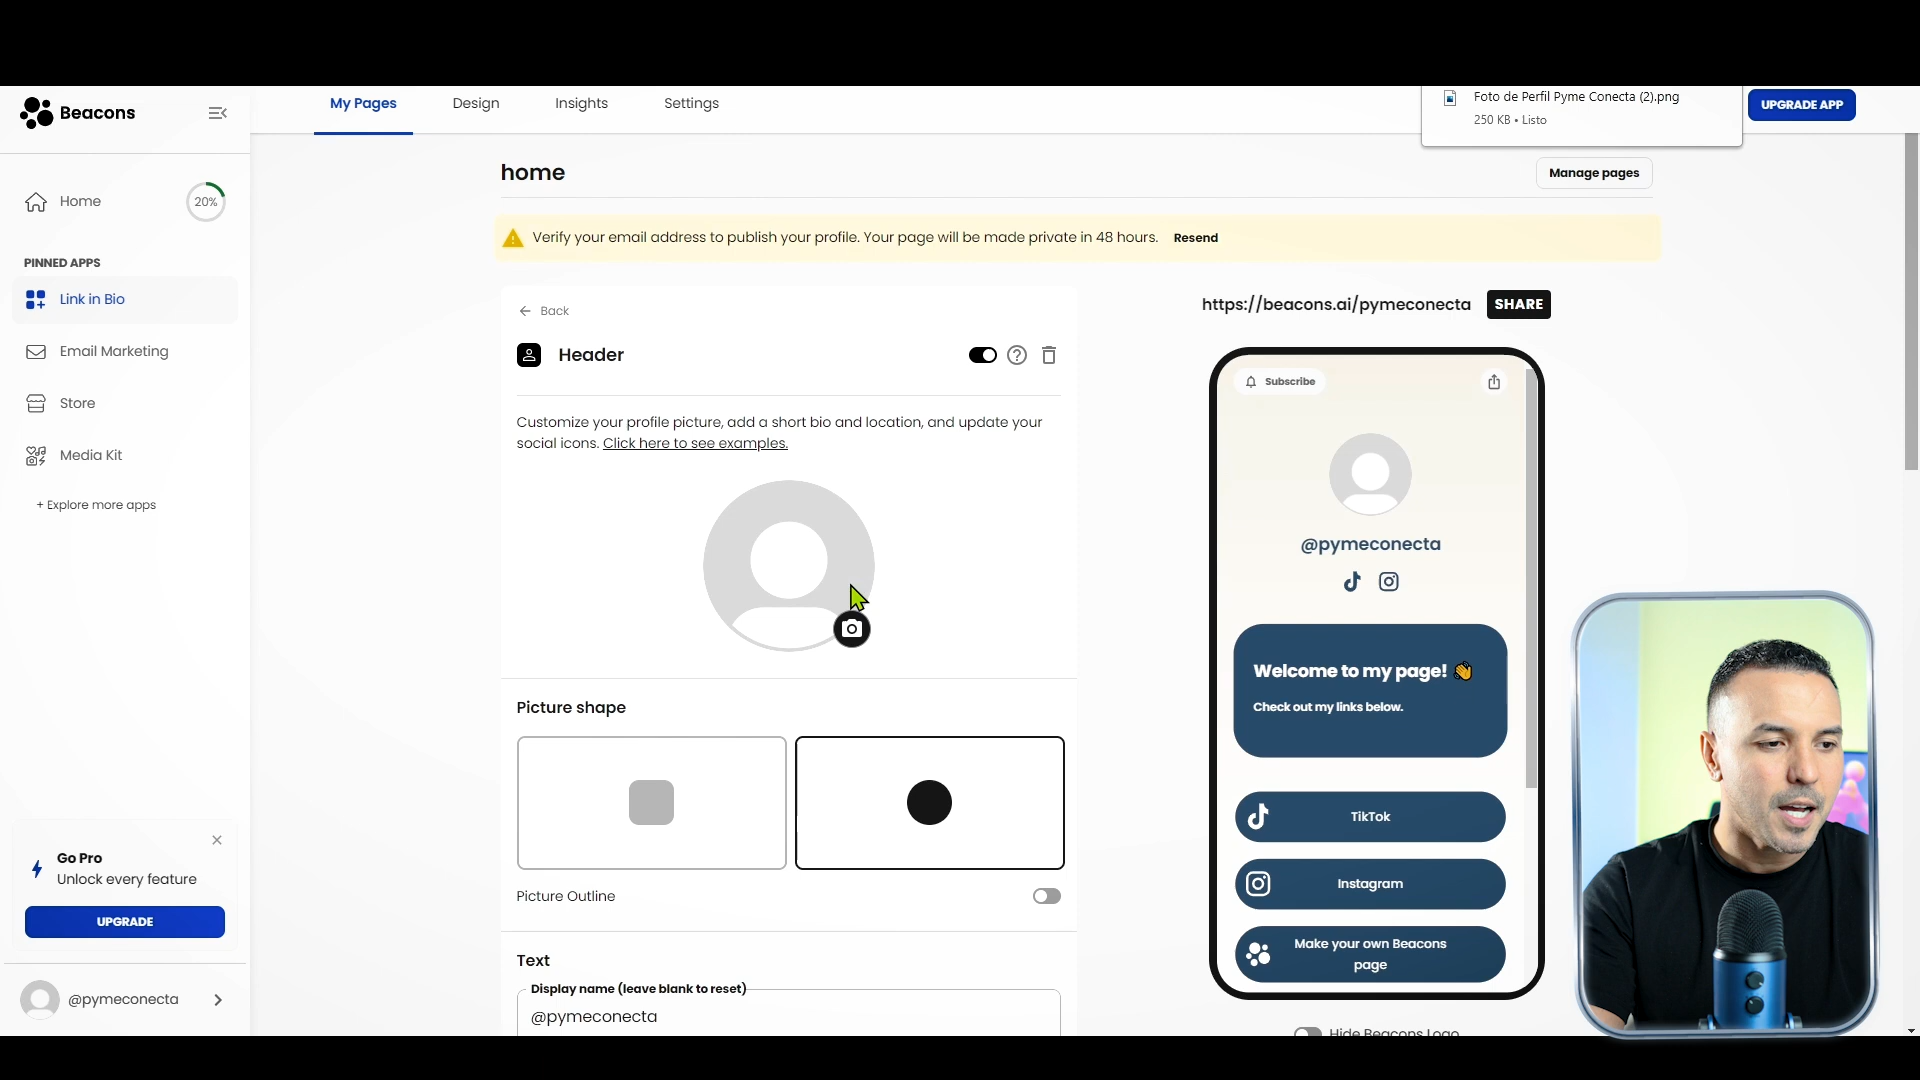 Beacons
My Pages
Design
Insights
Settings
Foto de Perfil Pyme Conecta (2).png
250 KB • Listo
UPGRADE APP
Home
20%
PINNED APPS
Link in Bio
Email Marketing
Store
Media Kit
+ Explore more apps
Go Pro
Unlock every feature
UPGRADE
@pymeconecta
home
Manage pages
Verify your email address to publish your profile. Your page will be made private in 48 hours. Resend
Back
Header
Customize your profile picture, add a short bio and location, and update your
social icons. Click here to see examples.
Picture shape
Picture Outline
Text
Display name (leave blank to reset)
@pymeconecta
https://beacons.ai/pymeconecta
SHARE
Subscribe
@pymeconecta
Welcome to my page! 👋
Check out my links below.
TikTok
Instagram
Make your own Beacons
page
Hide Beacons Logo